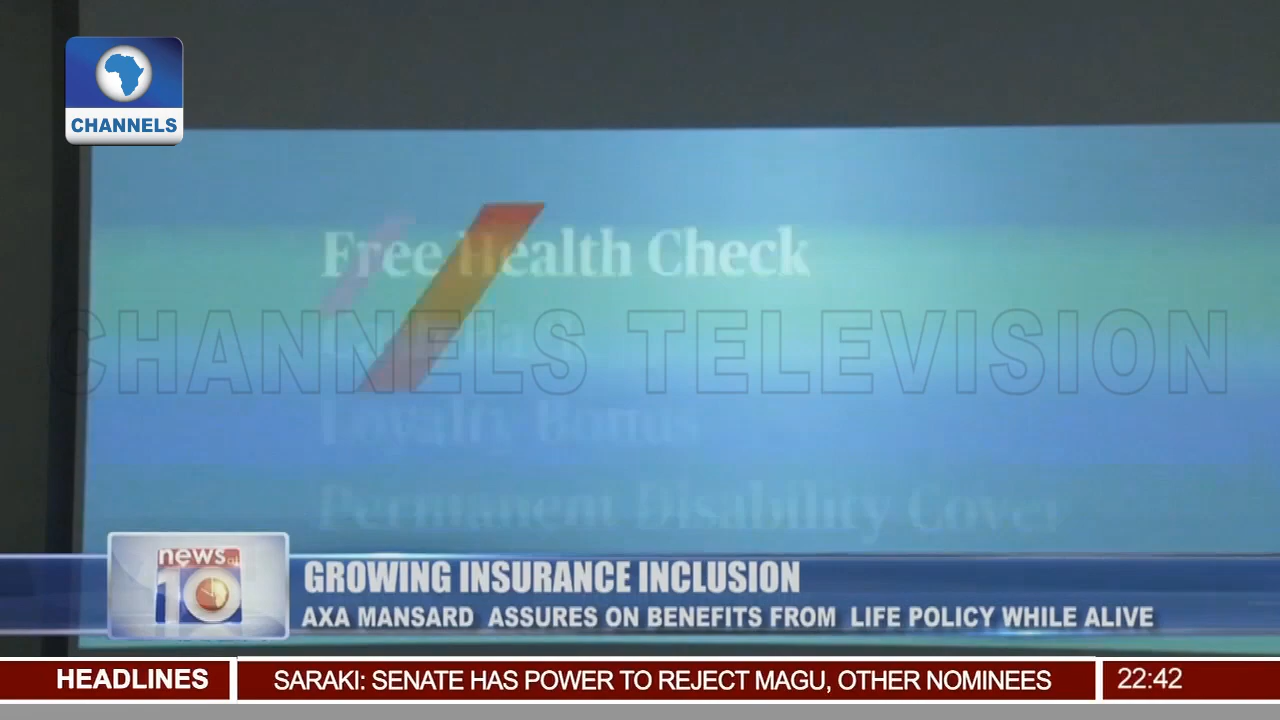 CHANNELS
Free Health Check
CHANNELS TELEVISION
Loyalty Bonus
Permanent Disability Cover
news at
10
GROWING INSURANCE INCLUSION
AXA MANSARD ASSURES ON BENEFITS FROM LIFE POLICY WHILE ALIVE
HEADLINES
SARAKI: SENATE HAS POWER TO REJECT MAGU, OTHER NOMINEES
22:42